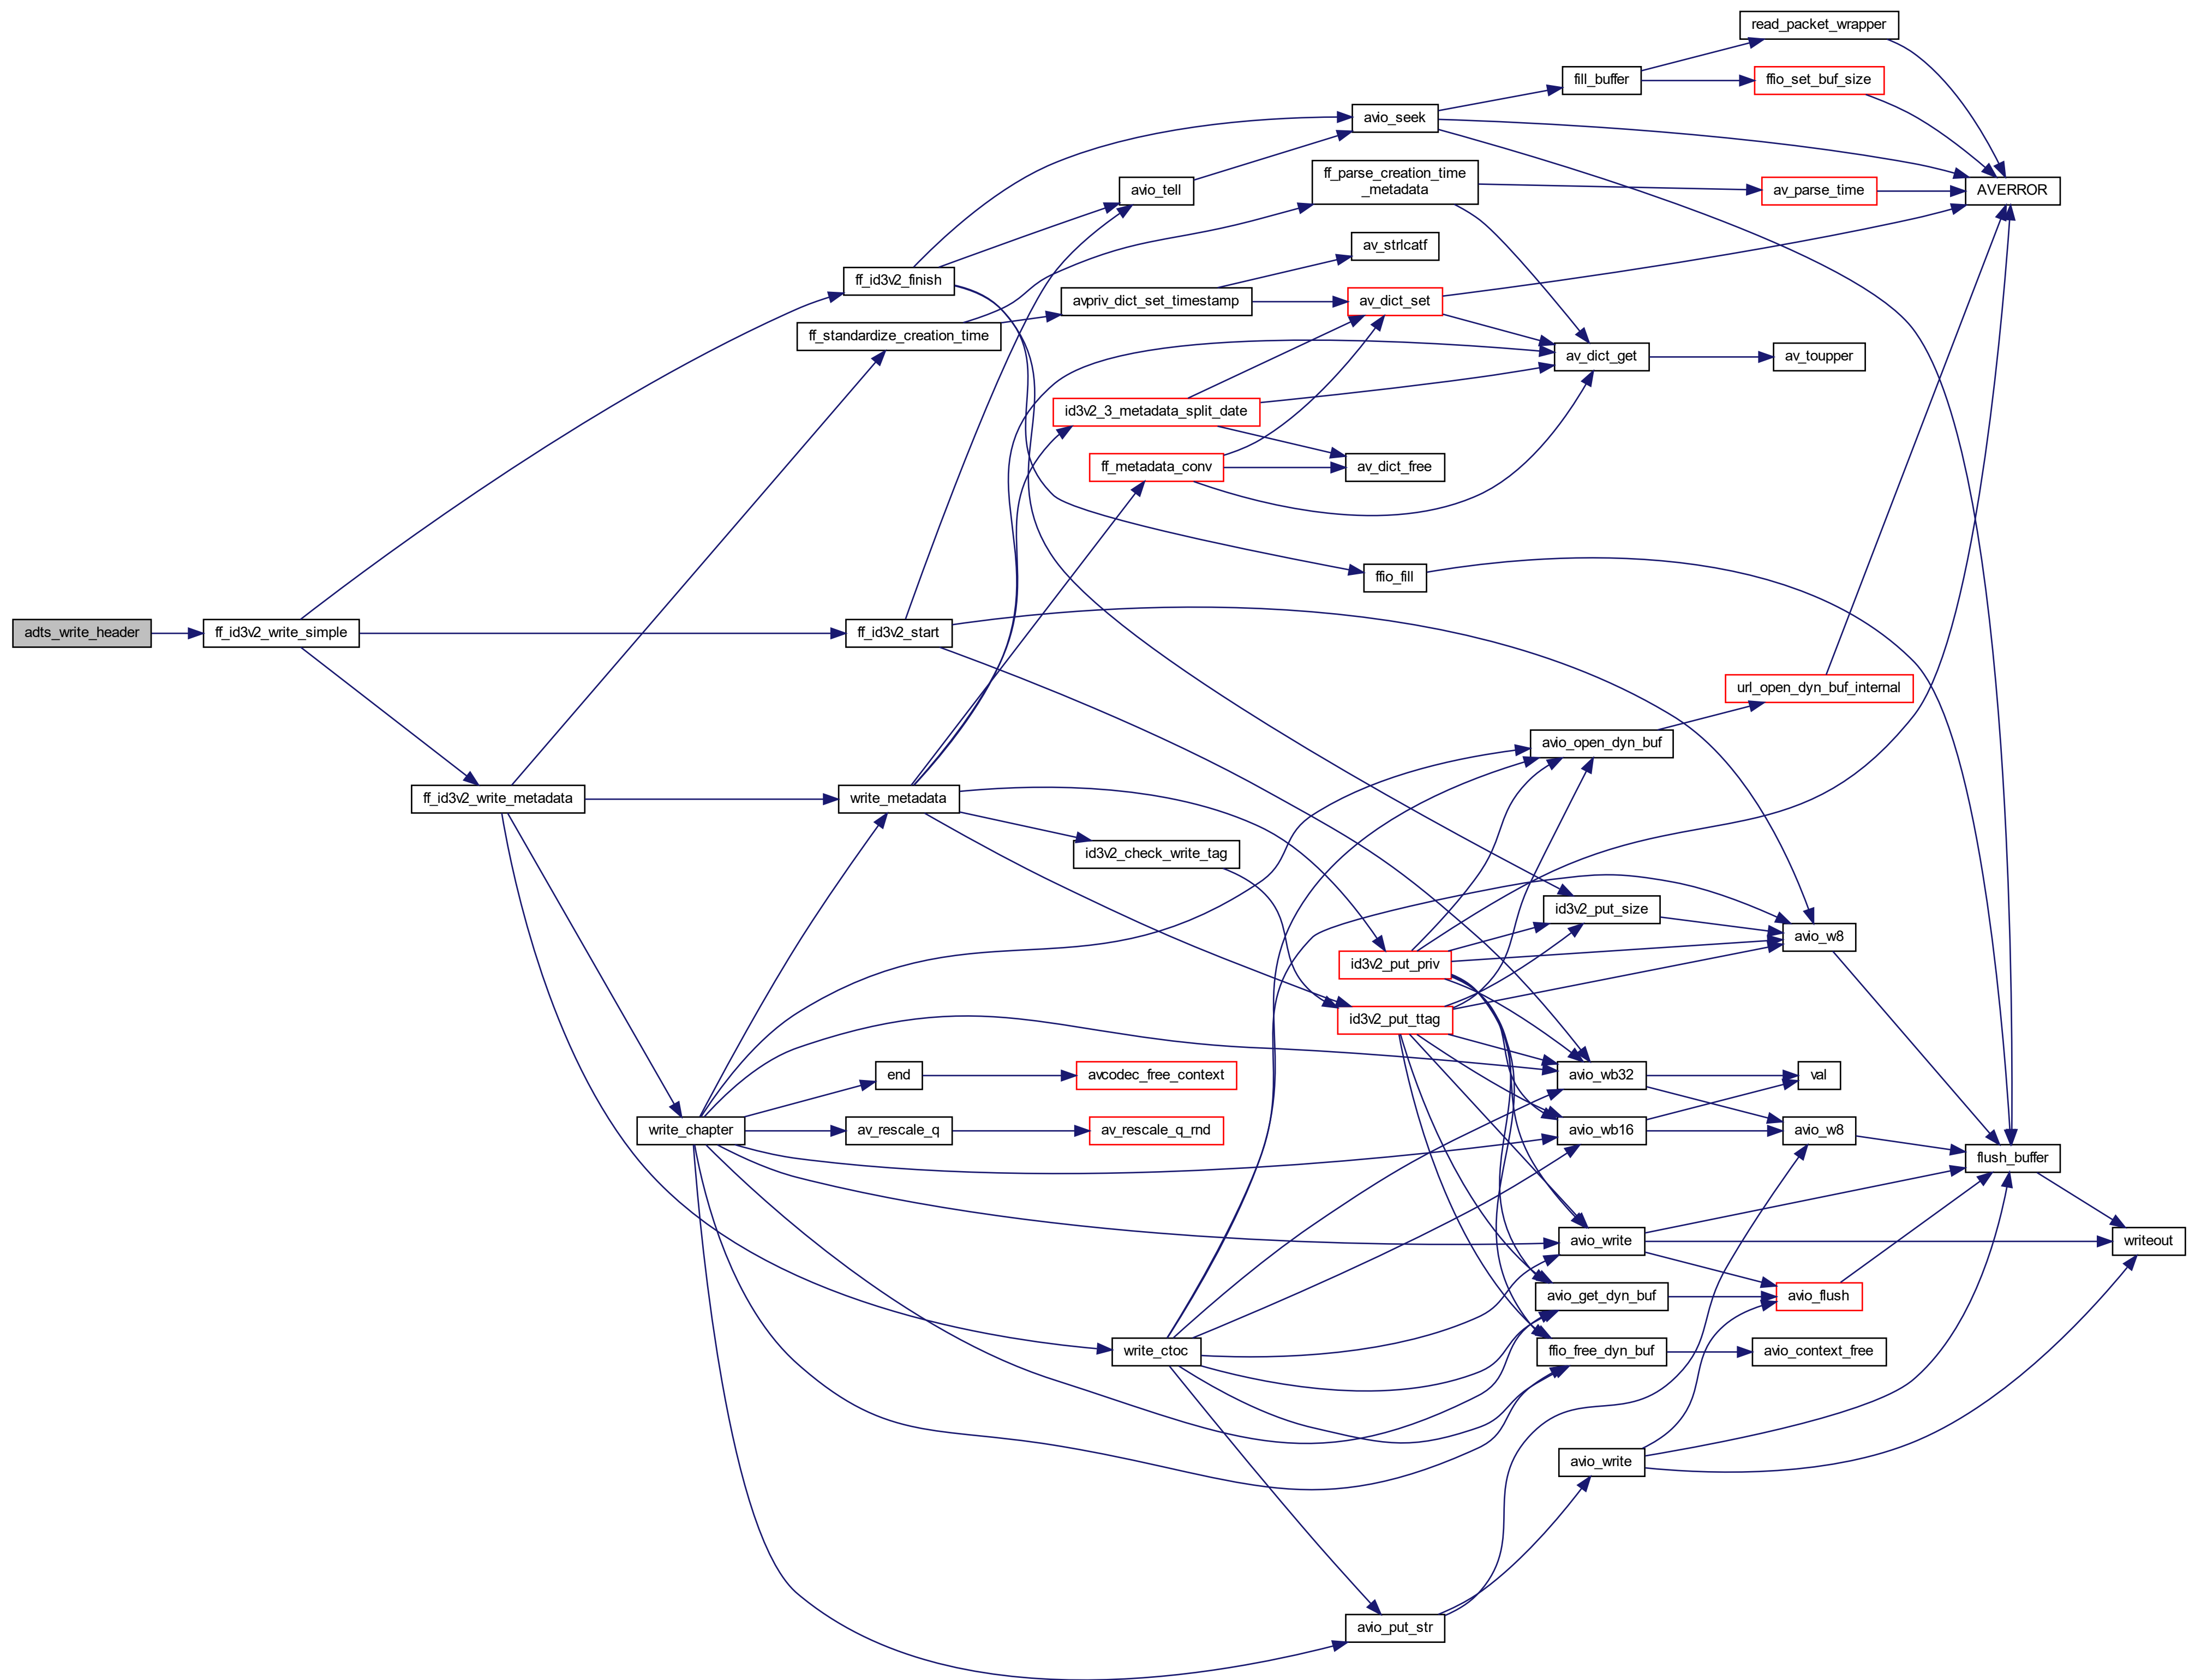 read_packet_wrapper
fill_buffer
ffio_set_buf_size
avio_seek
avio_tell
ff_parse_creation_time
_metadata
av_parse_time
AVERROR
av_strlcatf
ff_id3v2_finish
avpriv_dict_set_timestamp
av_dict_set
ff_standardize_creation_time
av_dict_get
av_toupper
id3v2_3_metadata_split_date
ff_metadata_conv
av_dict_free
ffio_fill
adts_write_header
ff_id3v2_write_simple
ff_id3v2_start
url_open_dyn_buf_internal
avio_open_dyn_buf
ff_id3v2_write_metadata
write_metadata
id3v2_check_write_tag
id3v2_put_size
avio_w8
id3v2_put_priv
id3v2_put_ttag
end
avcodec_free_context
avio_wb32
val
write_chapter
av_rescale_q
av_rescale_q_rnd
avio_wb16
avio_w8
flush_buffer
avio_write
writeout
avio_get_dyn_buf
avio_flush
write_ctoc
ffio_free_dyn_buf
avio_context_free
avio_write
avio_put_str